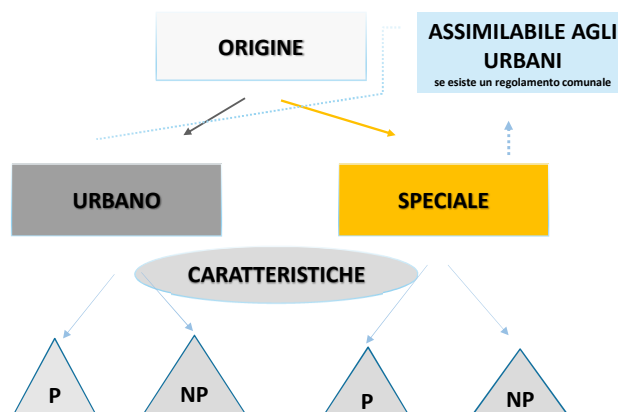 ORIGINE
ASSIMILABILE AGLI
URBANI
se esiste un regolamento comunale
URBANO
SPECIALE
CARATTERISTICHE
P
NP
P
NP